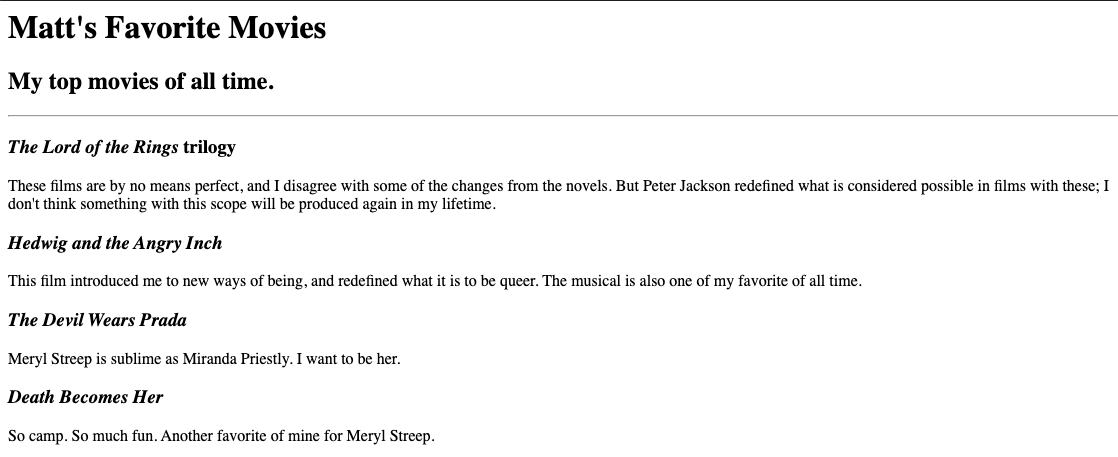 Matt's Favorite Movies
My top movies of all time.
The Lord of the Rings trilogy
These films are by no means perfect, and I disagree with some of the changes from the novels. But Peter Jackson redefined what is considered possible in films with these; I
don't think something with this scope will be produced again in my lifetime.
Hedwig and the Angry Inch
This film introduced me to new ways of being, and redefined what it is to be queer. The musical is also one of my favorite of all time.
The Devil Wears Prada
Meryl Streep is sublime as Miranda Priestly. I want to be her.
Death Becomes Her
So camp. So much fun. Another favorite of mine for Meryl Streep.